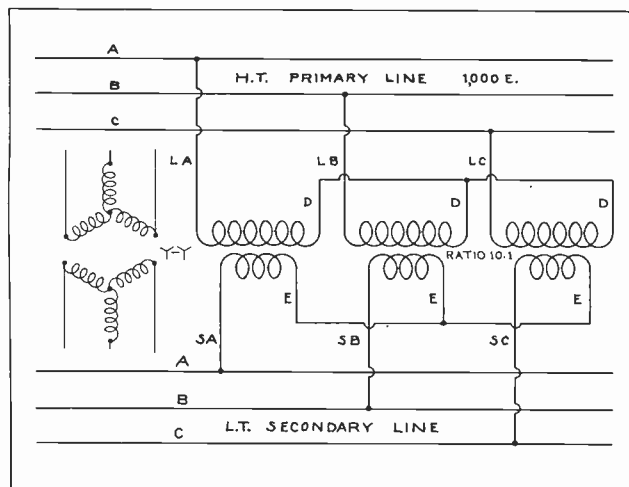 A
H.T. PRIMARY LINE 1,000 E.
B
C
LA LB LC
D D D
Y-Y
RATIO 10:1
E E E
SA SB SC
A
B
C L.T. SECONDARY LINE